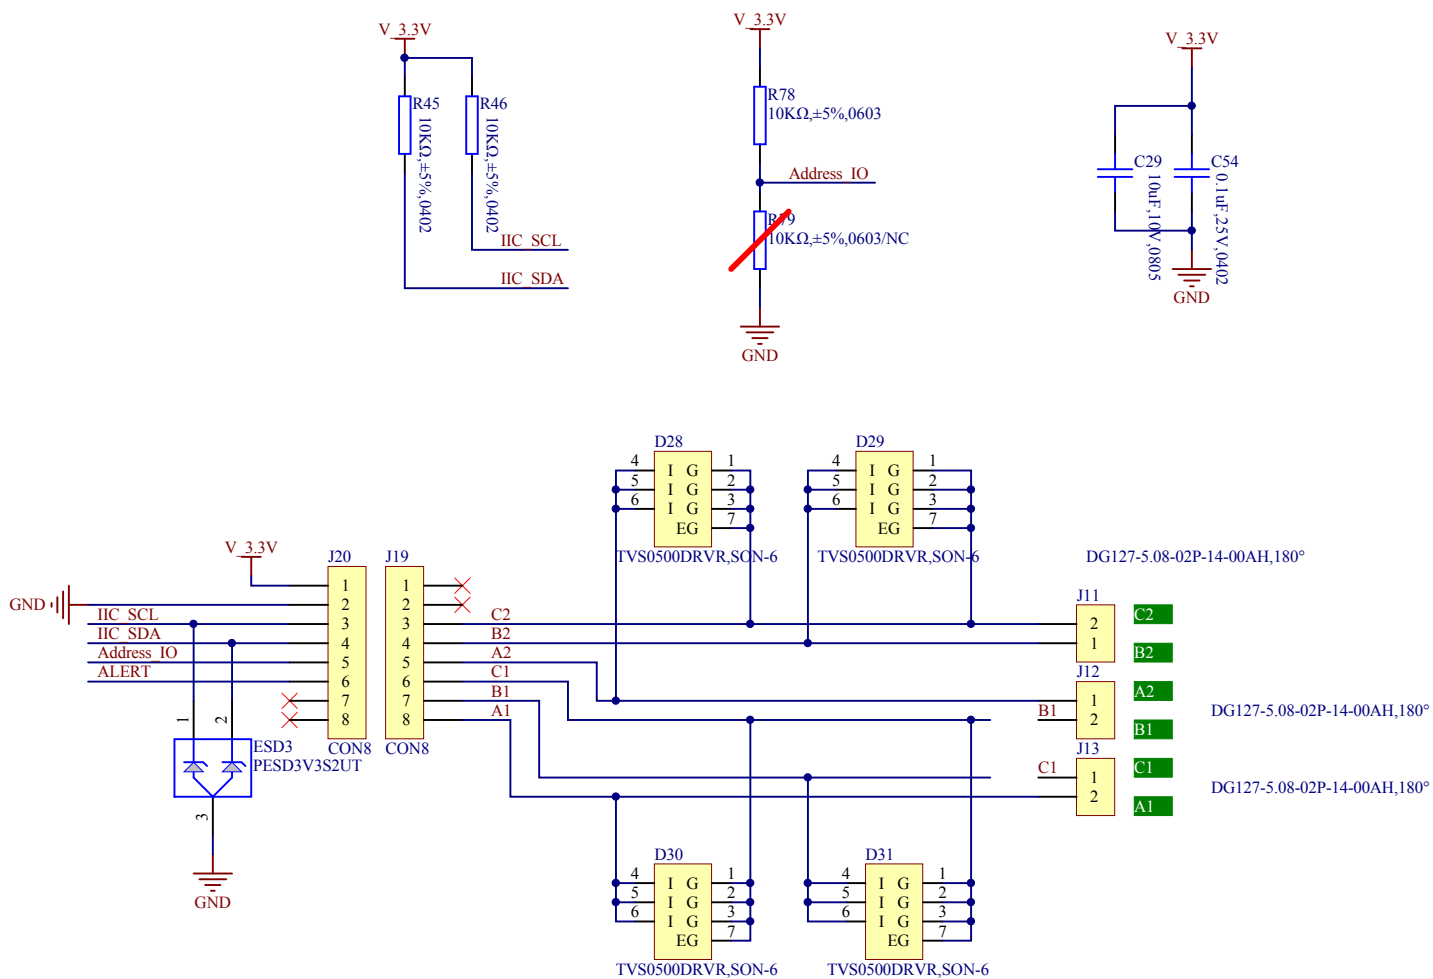 V_3.3V
R45
10KΩ,±5%,0402
R46
10KΩ,±5%,0402
IIC_SCL
IIC_SDA
V_3.3V
R78
10KΩ,±5%,0603
Address_IO
R79
10KΩ,±5%,0603/NC
GND
V_3.3V
C29
10uF,10V,0805
C54
0.1uF,25V,0402
GND
D28
4 I G 1
5 I G 2
6 I G 3
EG 7
TVS0500DRVR,SON-6
D29
4 I G 1
5 I G 2
6 I G 3
EG 7
TVS0500DRVR,SON-6
V_3.3V
GND
IIC_SCL
IIC_SDA
Address_IO
ALERT
J20
1
2
3
4
5
6
7
8
CON8
J19
1
2
3
4
5
6
7
8
CON8
C2
B2
A2
C1
B1
A1
1
2
3
ESD3
PESD3V3S2UT
GND
DG127-5.08-02P-14-00AH,180°
J11
2
1
C2
B2
J12
B1
1
2
A2
B1
DG127-5.08-02P-14-00AH,180°
J13
C1
1
2
C1
A1
DG127-5.08-02P-14-00AH,180°
D30
4 I G 1
5 I G 2
6 I G 3
EG 7
TVS0500DRVR,SON-6
D31
4 I G 1
5 I G 2
6 I G 3
EG 7
TVS0500DRVR,SON-6